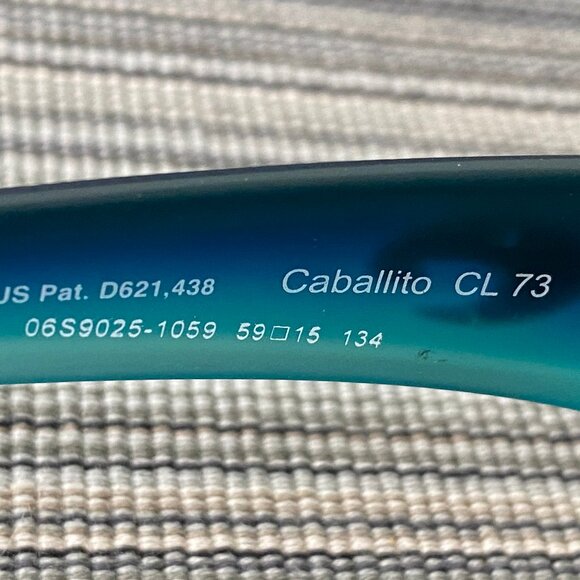 US Pat. D621,438 Caballito CL 73
06S9025-1059 59□15 134